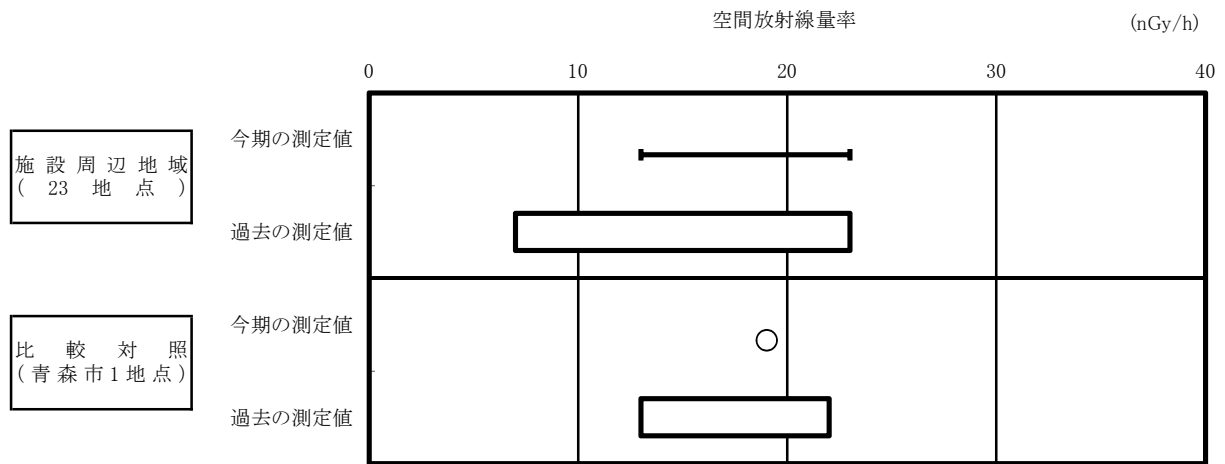 空間放射線量率 (nGy/h)
0 10 20 30 40
施設周辺地域
(23地点)
今期の測定値
過去の測定値
比較対照
(青森市1地点)
今期の測定値
過去の測定値